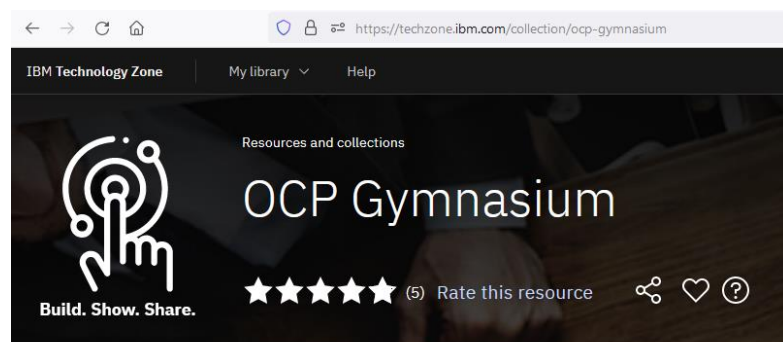 https://techzone.ibm.com/collection/ocp-gymnasium
IBM Technology Zone My library Help
Resources and collections
OCP Gymnasium
Build. Show. Share.
(5) Rate this resource